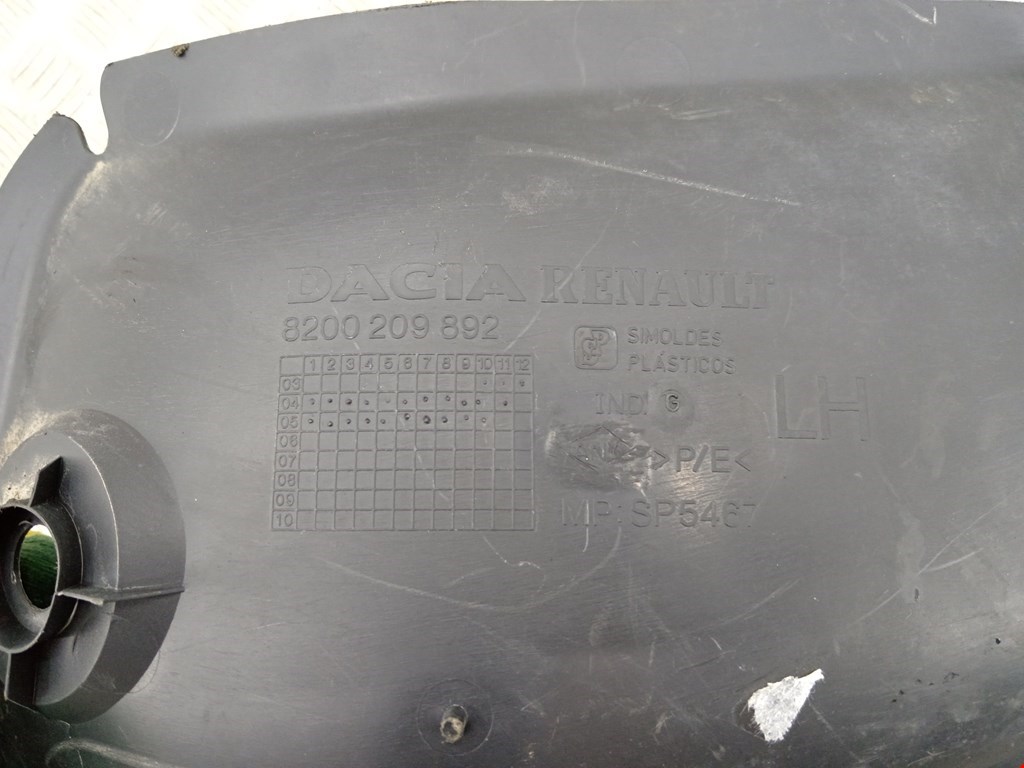 DACIA RENAULT
8200 209 892
SIMOLDES
PLÁSTICOS
1 2 3 4 5 6 7 8 9 10 11 12
03
04
05
06
07
08
09
10
IND. G
LH
>P/E<
MP: SP5467